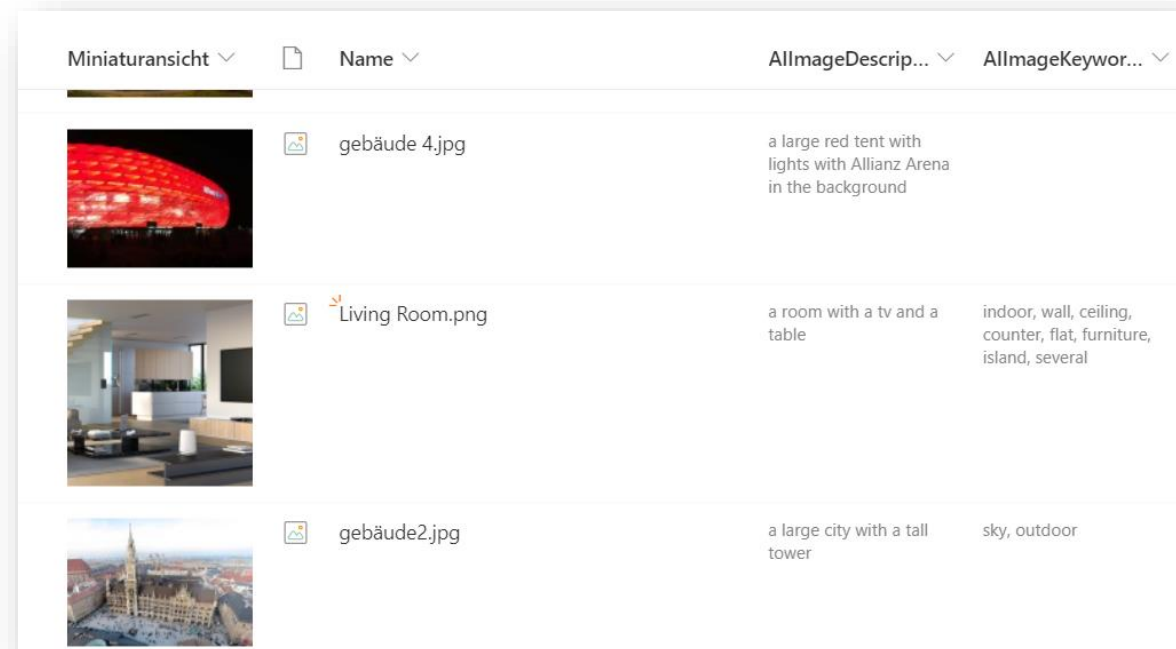 Miniaturansicht Name AIImageDescrip... AIImageKeywor...
gebäude 4.jpg
a large red tent with
lights with Allianz Arena
in the background
Living Room.png
a room with a tv and a
table
indoor, wall, ceiling,
counter, flat, furniture,
island, several
gebäude2.jpg
a large city with a tall
tower
sky, outdoor